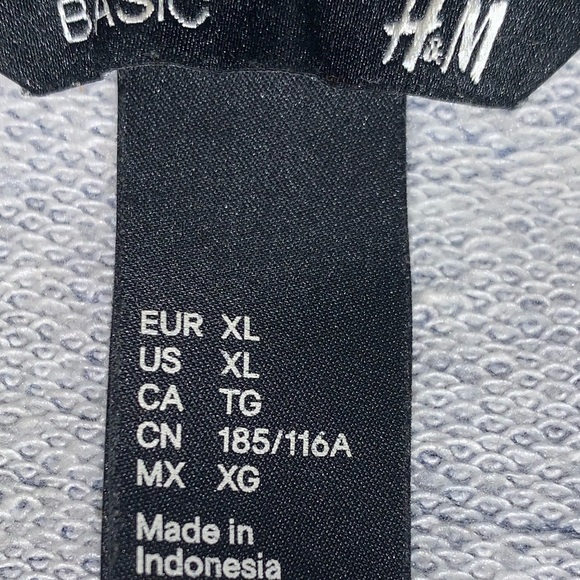 BASIC H&M
EUR XL
US XL
CA TG
CN 185/116A
MX XG
Made in
Indonesia